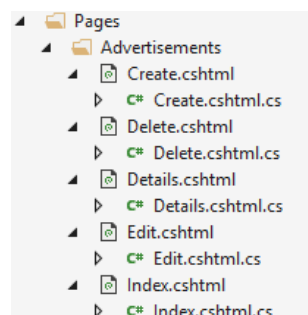 Pages
Advertisements
Create.cshtml
C# Create.cshtml.cs
Delete.cshtml
C# Delete.cshtml.cs
Details.cshtml
C# Details.cshtml.cs
Edit.cshtml
C# Edit.cshtml.cs
Index.cshtml
C# Index.cshtml.cs